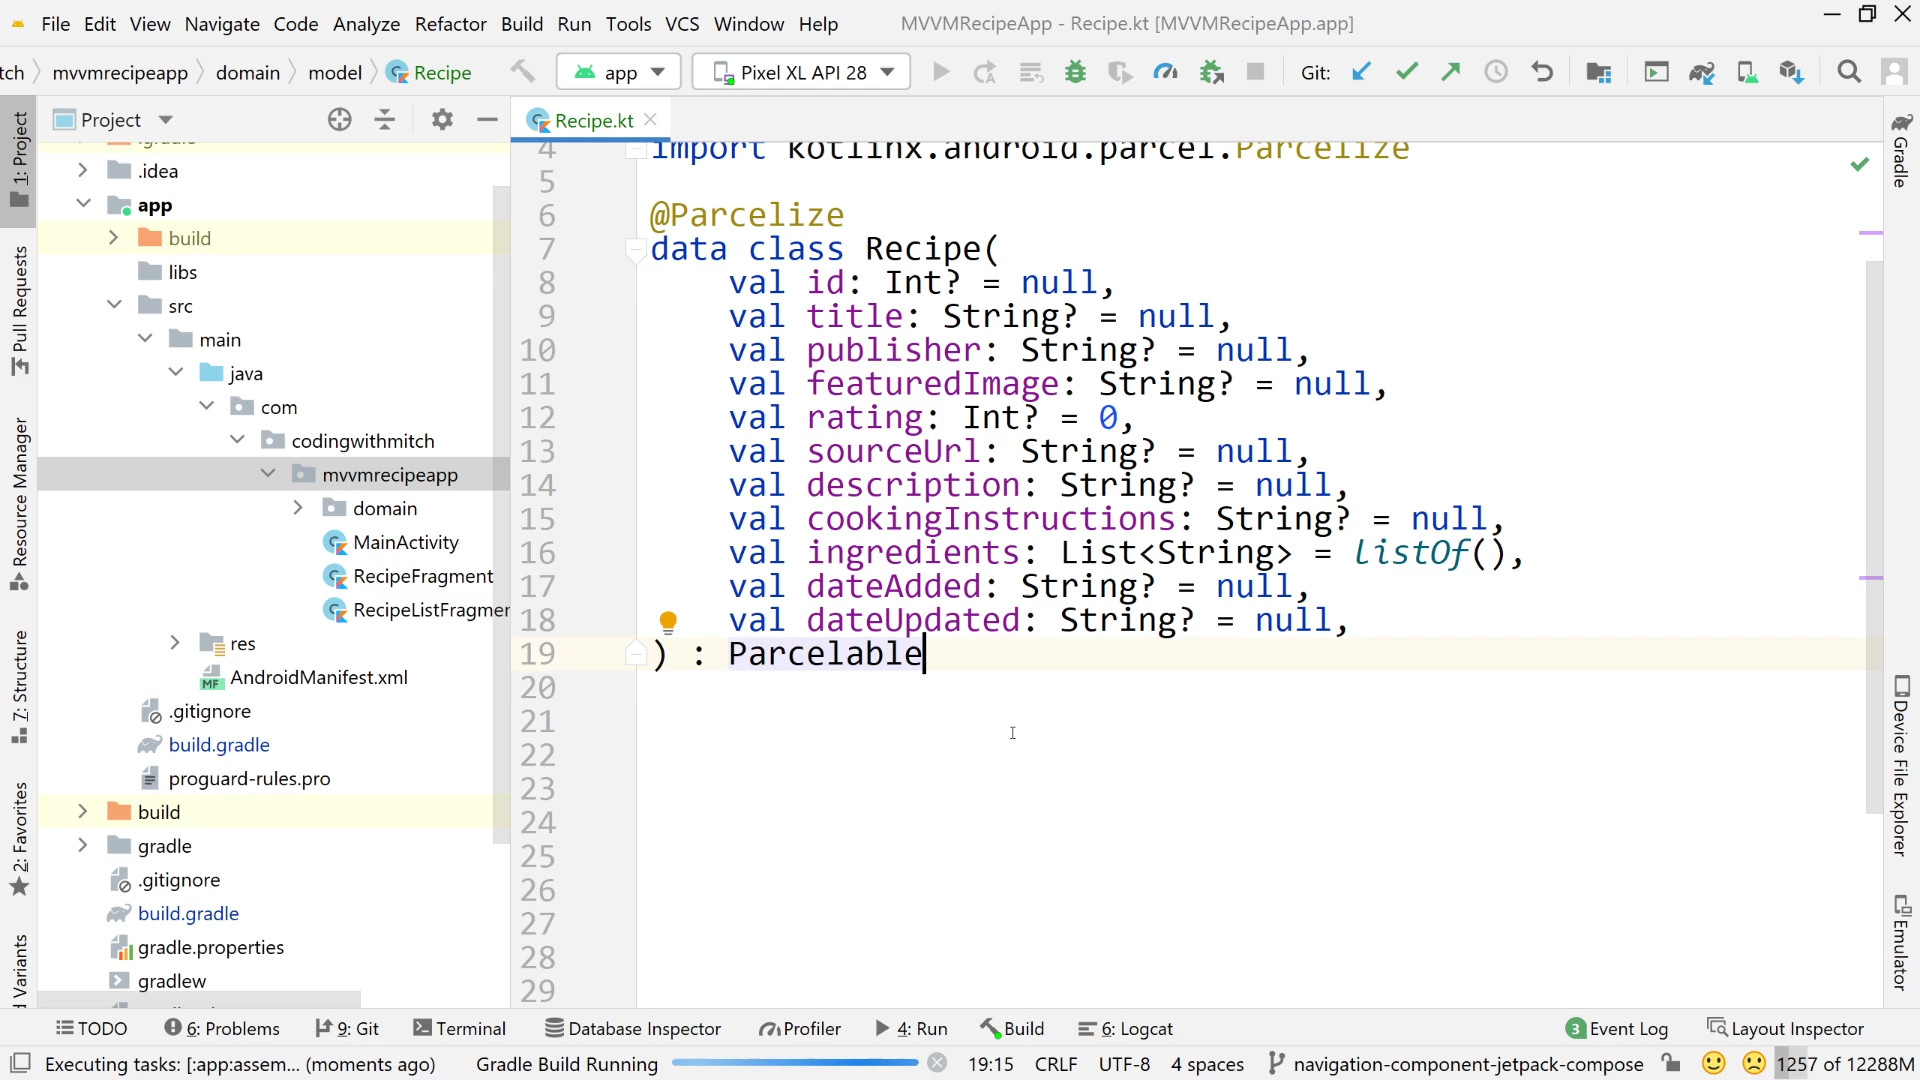 File Edit View Navigate Code Analyze Refactor Build Run Tools VCS Window Help MVVMRecipeApp - Recipe.kt [MVVMRecipeApp.app]
tch mvvmrecipeapp domain model Recipe app Pixel XL API 28 Git:
Project
Recipe.kt
1: Project
Pull Requests
Resource Manager
7: Structure
2: Favorites
Variants
.gradle
.idea
app
build
libs
src
main
java
com
codingwithmitch
mvvmrecipeapp
domain
MainActivity
RecipeFragment
RecipeListFragmen
res
MF AndroidManifest.xml
.gitignore
build.gradle
proguard-rules.pro
build
gradle
.gitignore
build.gradle
gradle.properties
gradlew
4 import kotlinx.android.parcel.Parcelize
5
6 @Parcelize
7 data class Recipe(
8 val id: Int? = null,
9 val title: String? = null,
10 val publisher: String? = null,
11 val featuredImage: String? = null,
12 val rating: Int? = 0,
13 val sourceUrl: String? = null,
14 val description: String? = null,
15 val cookingInstructions: String? = null,
16 val ingredients: List<String> = listOf(),
17 val dateAdded: String? = null,
18 val dateUpdated: String? = null,
19 ) : Parcelable
20
21
22
23
24
25
26
27
28
29
Gradle
Device File Explorer
Emulator
TODO 6: Problems 9: Git Terminal Database Inspector Profiler 4: Run Build 6: Logcat 3 Event Log Layout Inspector
Executing tasks: [:app:assem... (moments ago) Gradle Build Running 19:15 CRLF UTF-8 4 spaces navigation-component-jetpack-compose 1257 of 12288M